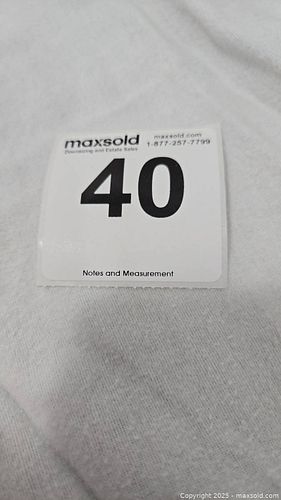 maxsold
maxsold.com
Downsizing and Estate Sales
1-877-257-7799
40
Notes and Measurement
Copyright 2025 - maxsold.com